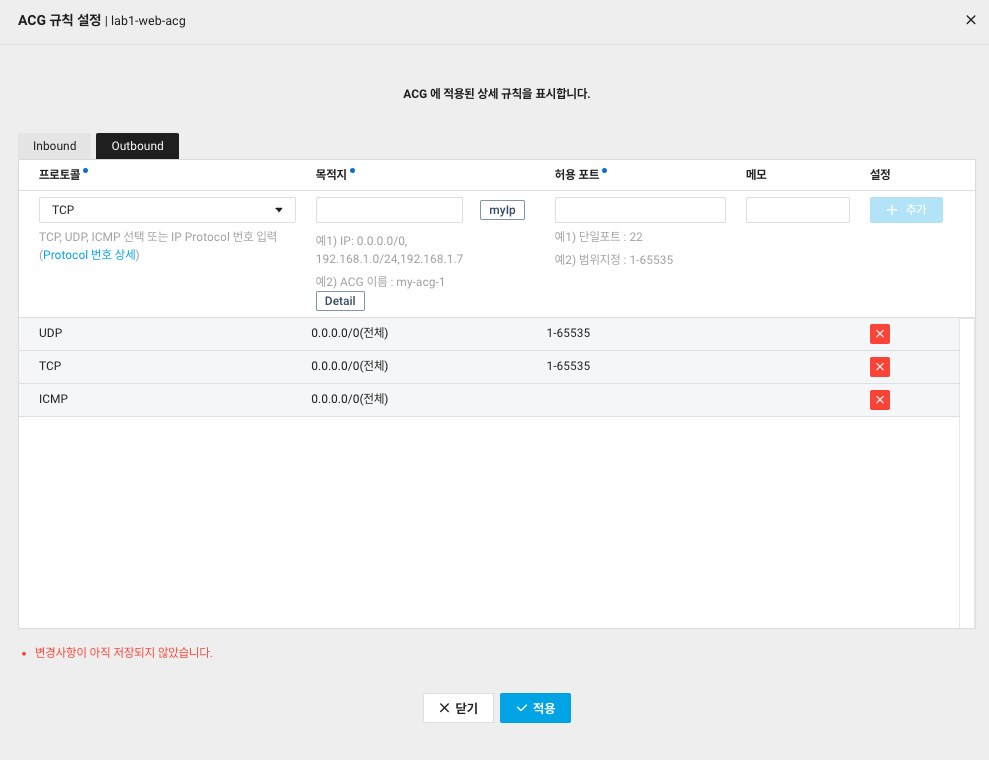 ACG 규칙 설정 | lab1-web-acg
ACG 에 적용된 상세 규칙을 표시합니다.
Inbound Outbound
프로토콜 목적지 허용 포트 메모 설정
TCP myIp + 추가
TCP, UDP, ICMP 선택 또는 IP Protocol 번호 입력
(Protocol 번호 상세)
예1) IP: 0.0.0.0/0,
192.168.1.0/24,192.168.1.7
예2) ACG 이름 : my-acg-1
Detail
예1) 단일포트 : 22
예2) 범위지정 : 1-65535
UDP 0.0.0.0/0(전체) 1-65535
TCP 0.0.0.0/0(전체) 1-65535
ICMP 0.0.0.0/0(전체)
변경사항이 아직 저장되지 않았습니다.
닫기 적용